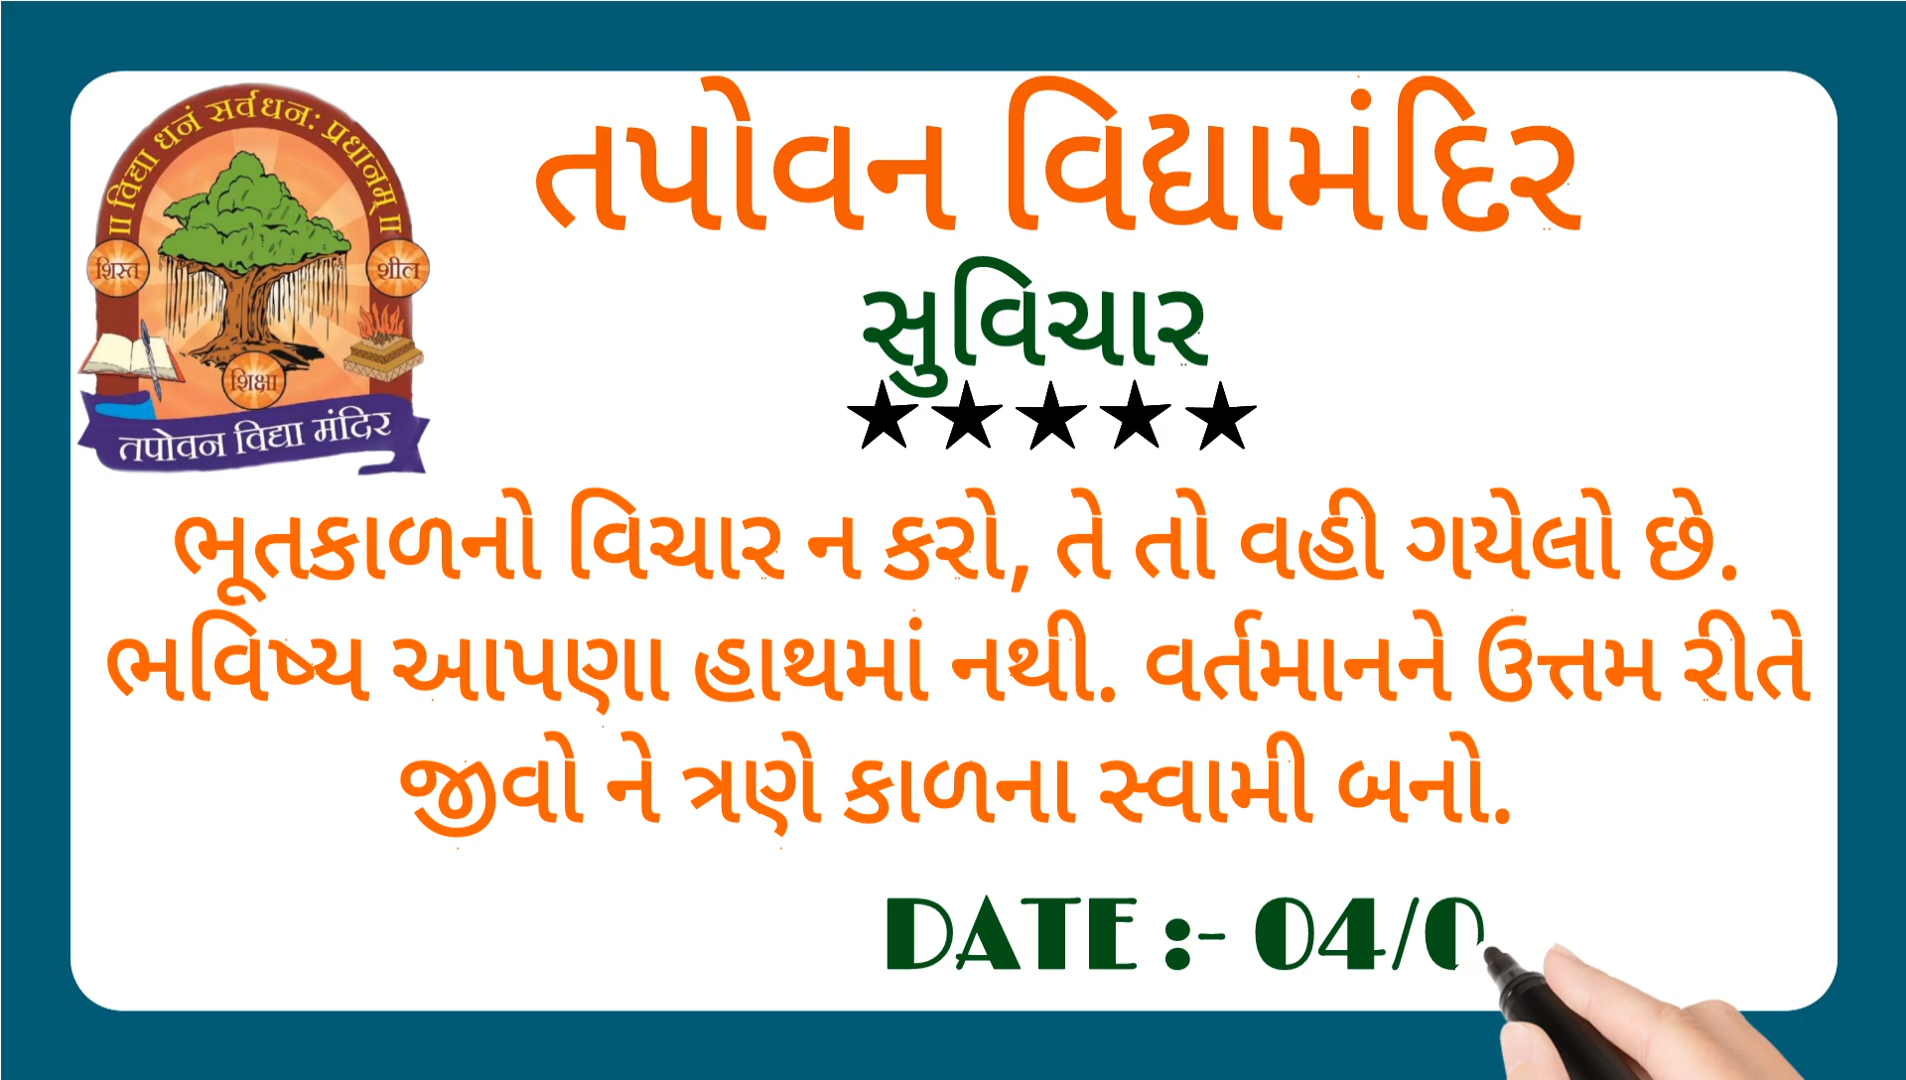 ॥ विद्या धनं सर्वधनः प्रधानम् ॥
शिस्त
शील
शिक्षा
तपोवन विद्या मंदिर
તપોવન વિદ્યામંદિર
સુવિચાર
★★★★★
ભૂતકાળનો વિચાર ન કરો, તે તો વહી ગયેલો છે.
ભવિષ્ય આપણા હાથમાં નથી. વર્તમાનને ઉત્તમ રીતે
જીવો ને ત્રણે કાળના સ્વામી બનો.
DATE :- 04/0